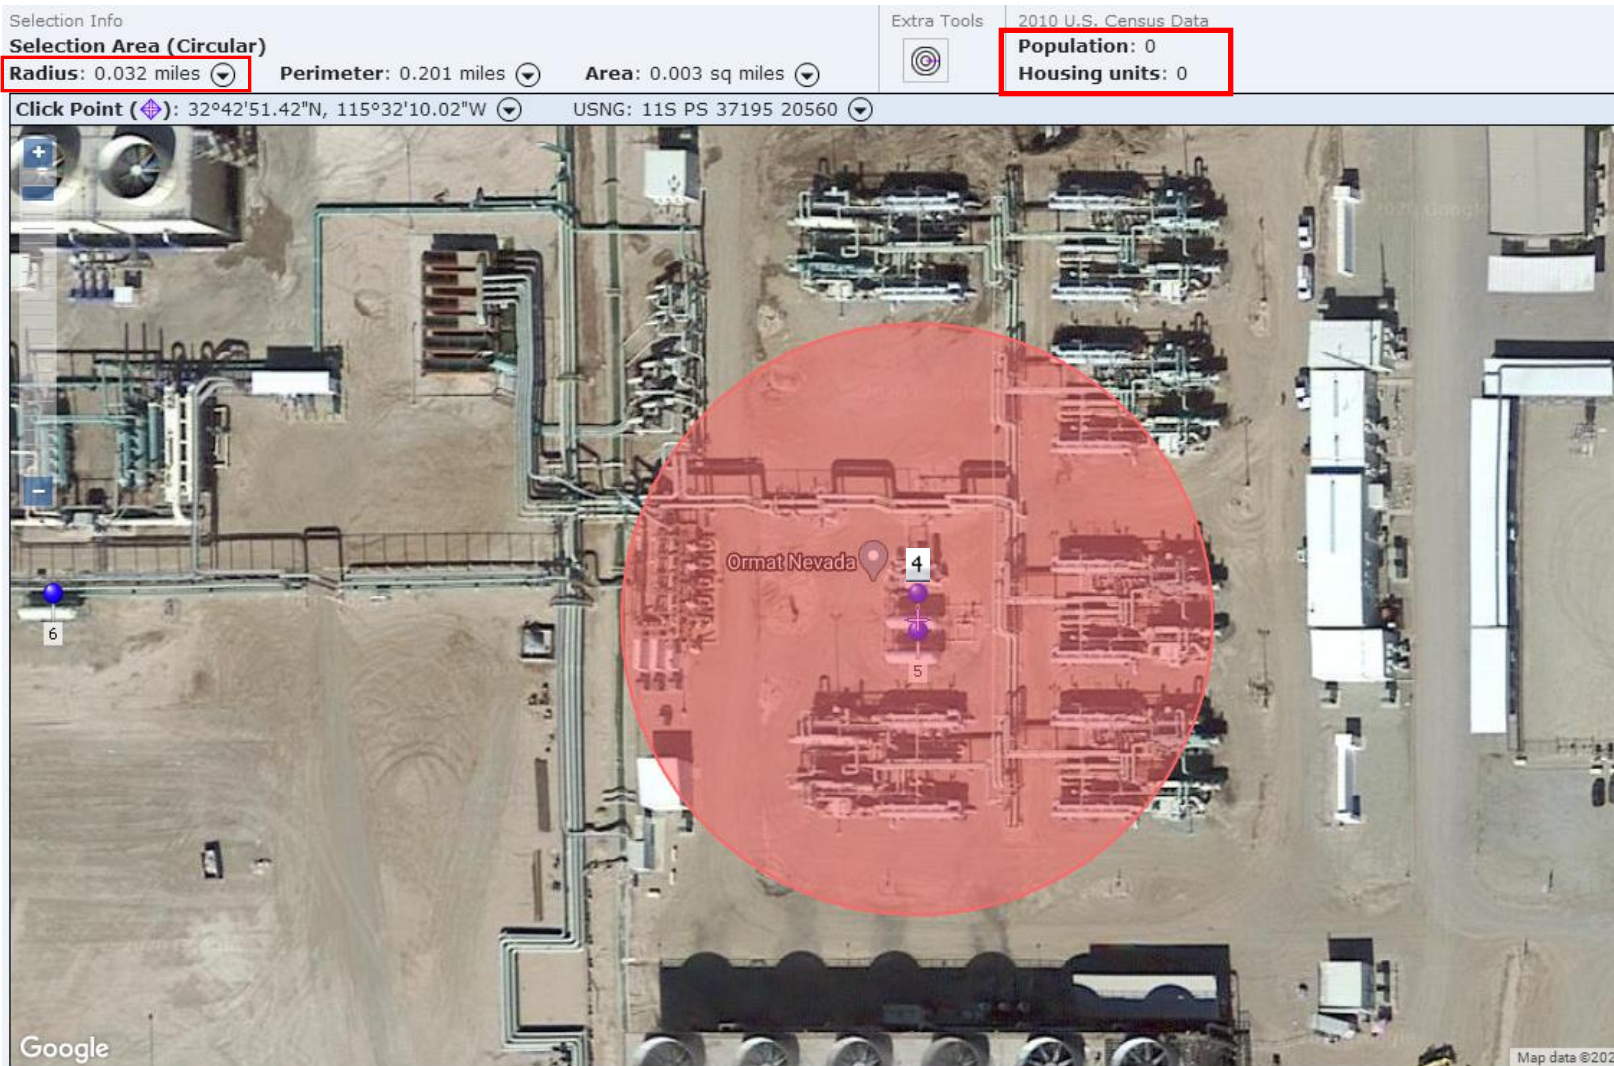 Selection Info
Selection Area (Circular)
Radius: 0.032 miles
Perimeter: 0.201 miles
Area: 0.003 sq miles
Extra Tools
2010 U.S. Census Data
Population: 0
Housing units: 0
Click Point ( ): 32°42'51.42"N, 115°32'10.02"W
USNG: 11S PS 37195 20560
+
-
Ormat Nevada
4
5
6
Google
Map data ©202